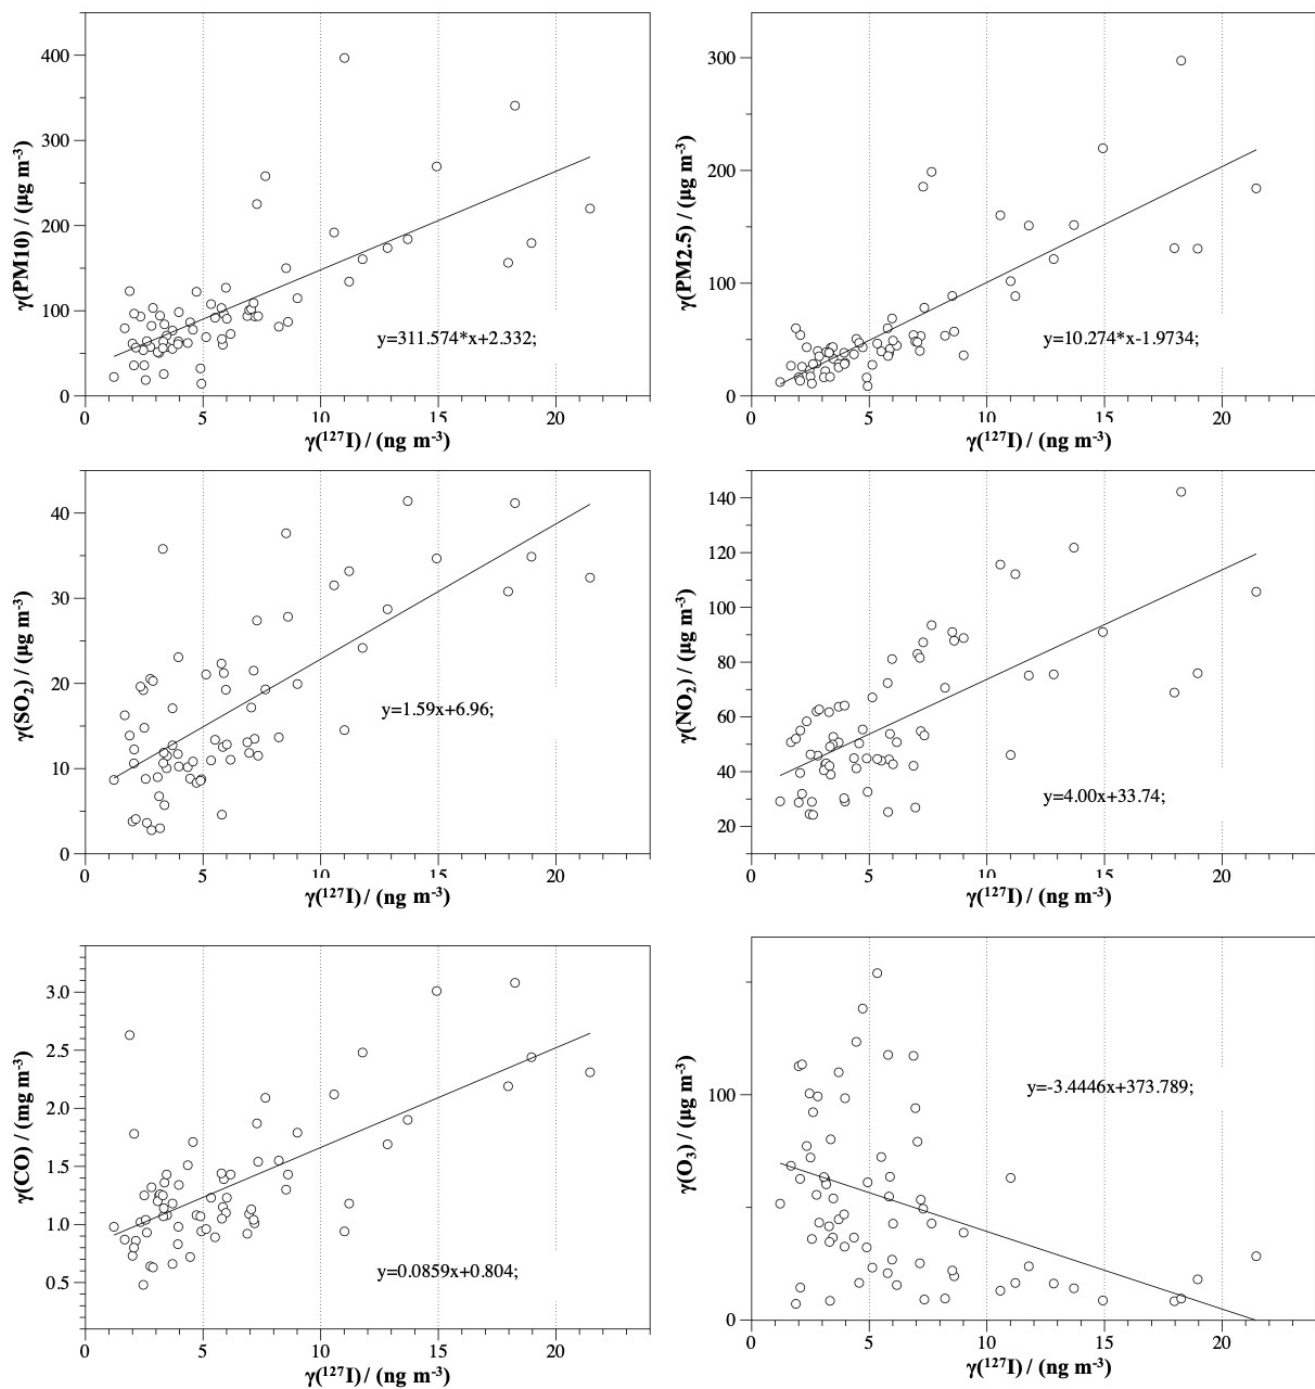 γ(PM10) / (μg m⁻³)
400
300
200
100
0
y=311.574*x+2.332;
0 5 10 15 20
γ(¹²⁷I) / (ng m⁻³)
γ(PM2.5) / (μg m⁻³)
300
200
100
0
y=10.274*x-1.9734;
0 5 10 15 20
γ(¹²⁷I) / (ng m⁻³)
γ(SO₂) / (μg m⁻³)
40
30
20
10
0
y=1.59x+6.96;
0 5 10 15 20
γ(¹²⁷I) / (ng m⁻³)
γ(NO₂) / (μg m⁻³)
140
120
100
80
60
40
20
y=4.00x+33.74;
0 5 10 15 20
γ(¹²⁷I) / (ng m⁻³)
γ(CO) / (mg m⁻³)
3.0
2.5
2.0
1.5
1.0
0.5
y=0.0859x+0.804;
0 5 10 15 20
γ(¹²⁷I) / (ng m⁻³)
γ(O₃) / (μg m⁻³)
100
0
y=-3.4446x+373.789;
0 5 10 15 20
γ(¹²⁷I) / (ng m⁻³)